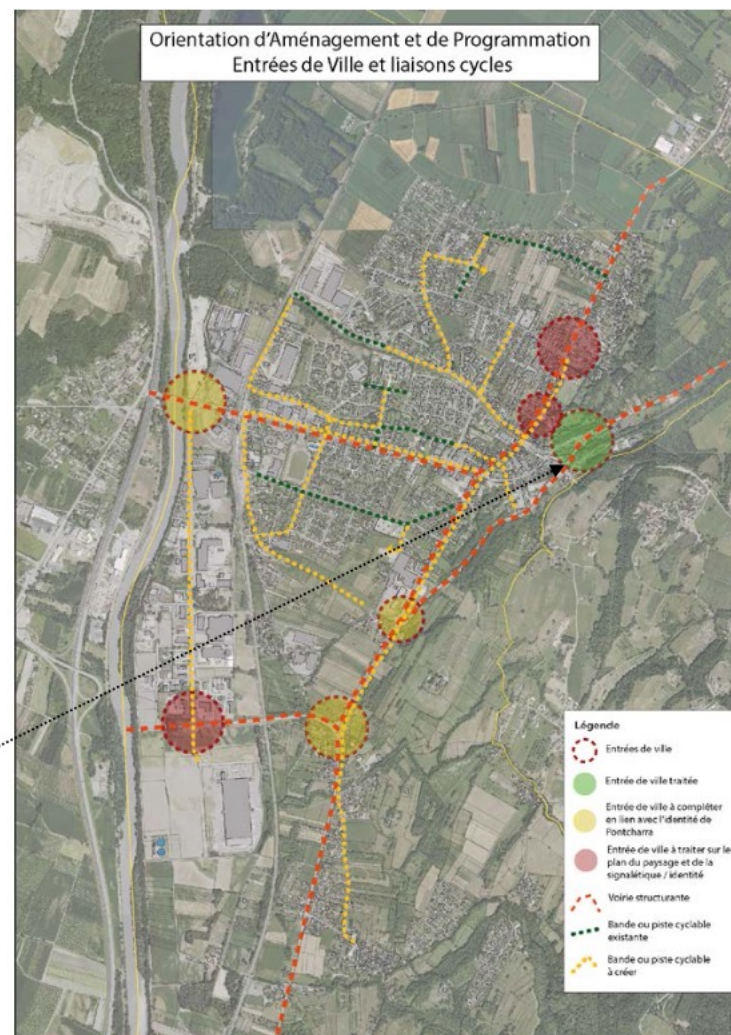 Orientation d'Aménagement et de Programmation
Entrées de Ville et liaisons cycles
Légende
Entrées de ville
Entrée de ville traitée
Entrée de ville à compléter
en lien avec l'identité de
Pontcharra
Entrée de ville à traiter sur le
plan du paysage et de la
signalétique / identité
Voirie structurante
Bande ou piste cyclable
existante
Bande ou piste cyclable
à créer